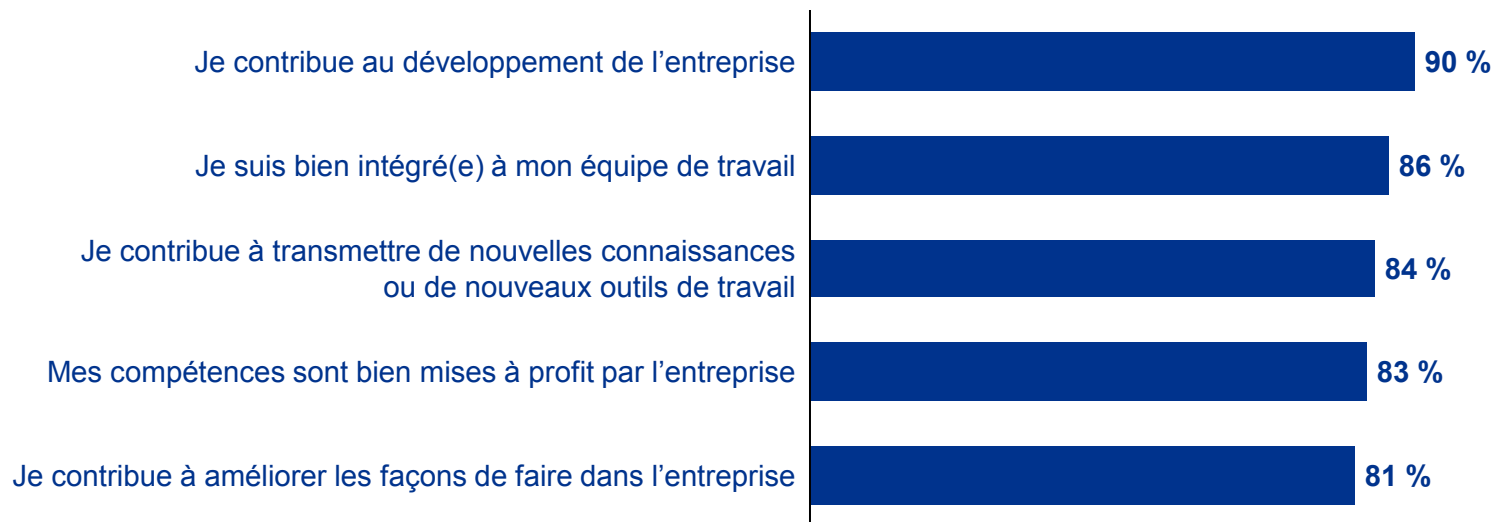 Je contribue au développement de l’entreprise 90 %
Je suis bien intégré(e) à mon équipe de travail 86 %
Je contribue à transmettre de nouvelles connaissances
ou de nouveaux outils de travail 84 %
Mes compétences sont bien mises à profit par l’entreprise 83 %
Je contribue à améliorer les façons de faire dans l’entreprise 81 %